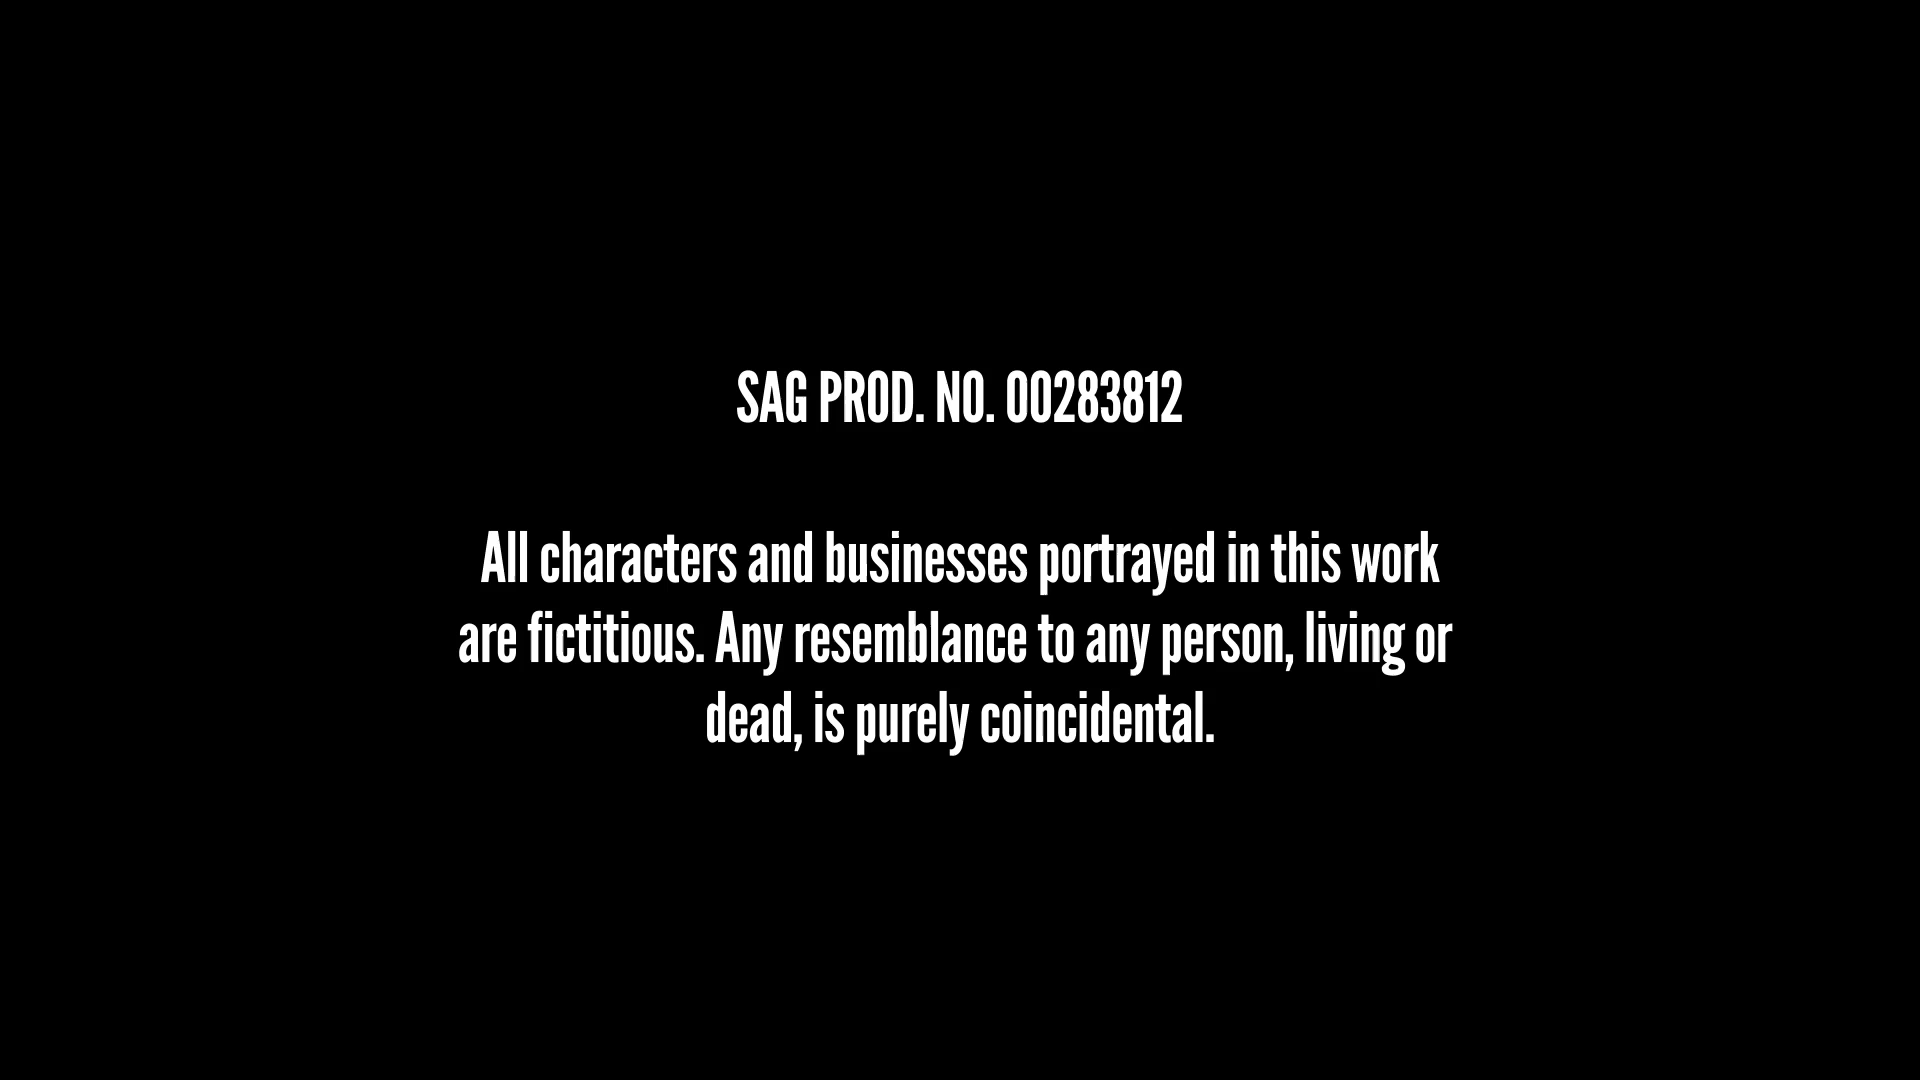 SAG PROD. NO. 00283812
All characters and businesses portrayed in this work
are fictitious. Any resemblance to any person, living or
dead, is purely coincidental.